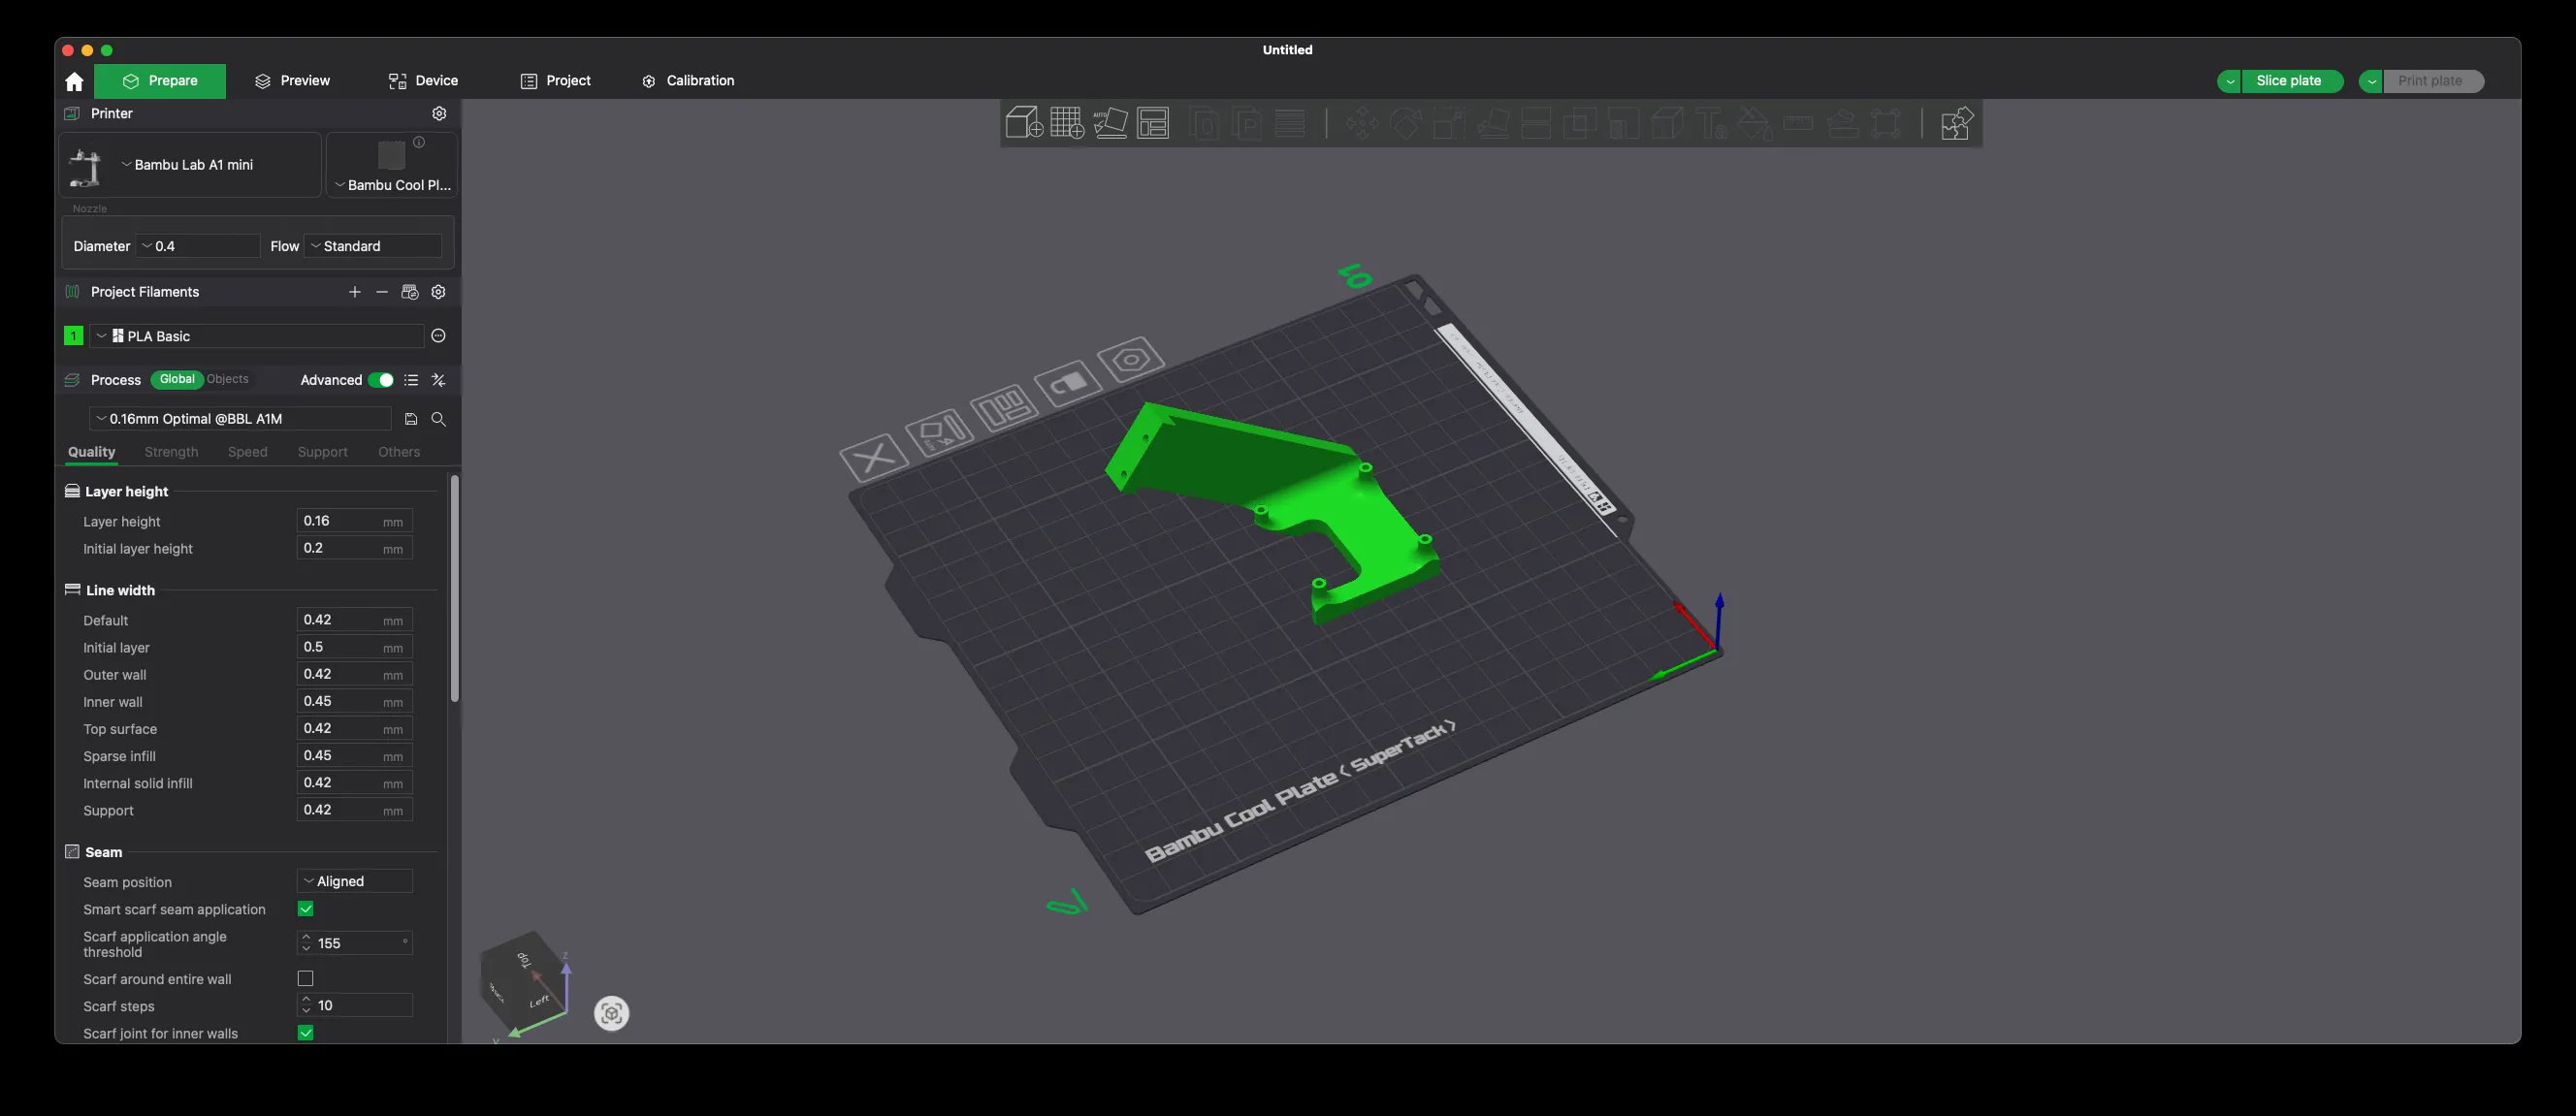 Untitled
Prepare
Preview
Device
Project
Calibration
Slice plate
Print plate
Printer
Bambu Lab A1 mini
Bambu Cool Pl...
Nozzle
Diameter 0.4 Flow Standard
Project Filaments
1 PLA Basic
Process Global Objects Advanced
0.16mm Optimal @BBL A1M
Quality Strength Speed Support Others
Layer height
Layer height 0.16 mm
Initial layer height 0.2 mm
Line width
Default 0.42 mm
Initial layer 0.5 mm
Outer wall 0.42 mm
Inner wall 0.45 mm
Top surface 0.42 mm
Sparse infill 0.45 mm
Internal solid infill 0.42 mm
Support 0.42 mm
Seam
Seam position Aligned
Smart scarf seam application
Scarf application angle
threshold 155 °
Scarf around entire wall
Scarf steps 10
Scarf joint for inner walls
AUTO
Bambu Cool Plate ( SuperTack )
Top
Left
Back
z
y